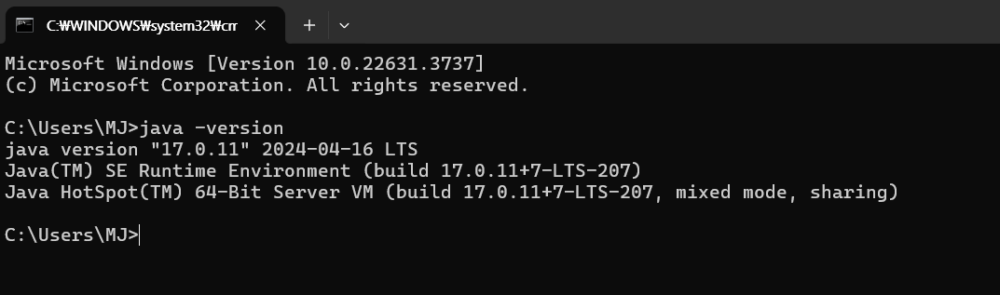 C:₩WINDOWS₩system32₩cm
Microsoft Windows [Version 10.0.22631.3737]
(c) Microsoft Corporation. All rights reserved.
C:\Users\MJ>java -version
java version "17.0.11" 2024-04-16 LTS
Java(TM) SE Runtime Environment (build 17.0.11+7-LTS-207)
Java HotSpot(TM) 64-Bit Server VM (build 17.0.11+7-LTS-207, mixed mode, sharing)
C:\Users\MJ>